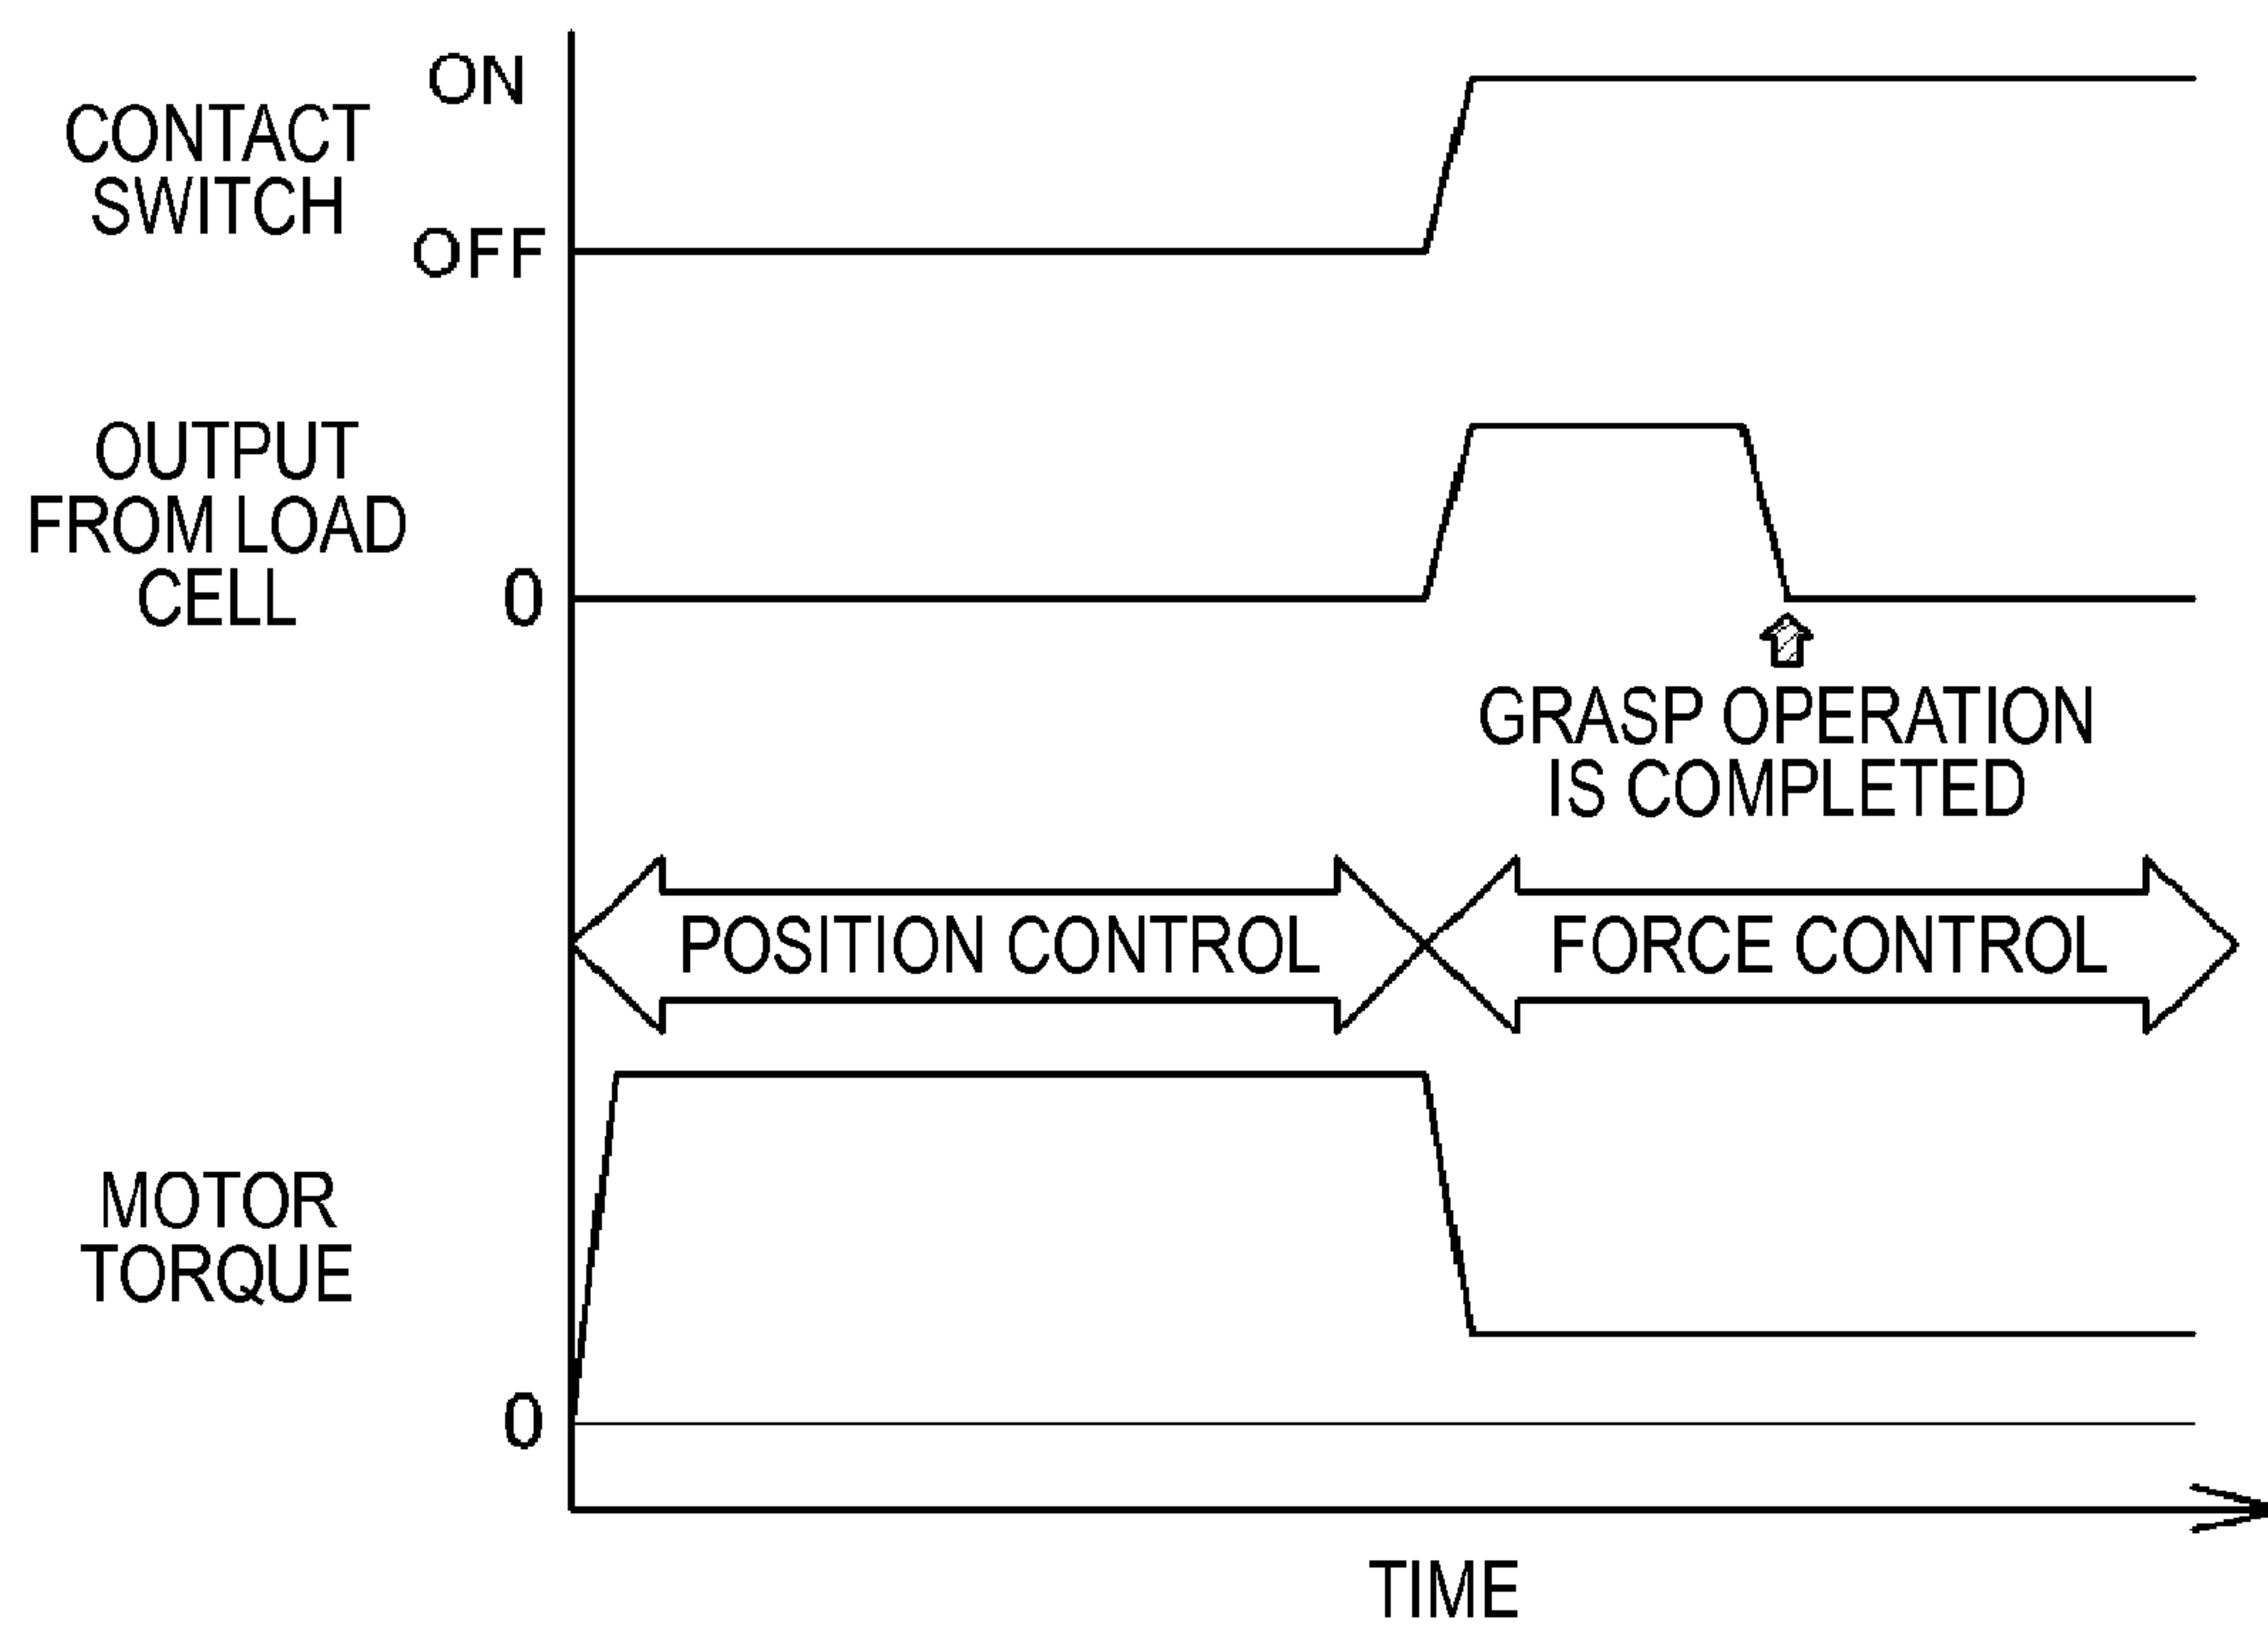 ON
CONTACT
SWITCH
OFF
OUTPUT
FROM LOAD
CELL
0
GRASP OPERATION
IS COMPLETED
POSITION CONTROL
FORCE CONTROL
MOTOR
TORQUE
0
TIME